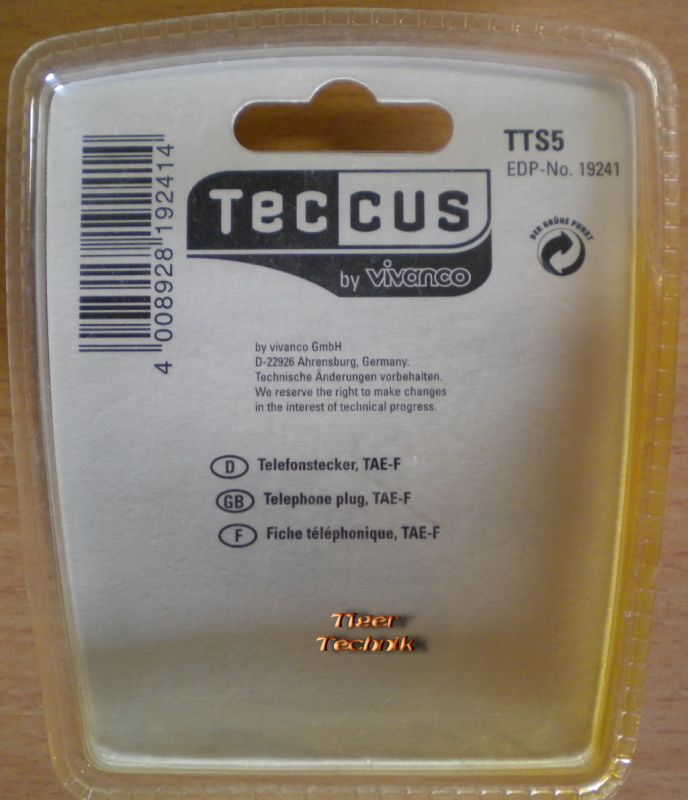 TTS5
EDP-No. 19241
4 008928 192414
Teccus
by vivanco
DER GRÜNE PUNKT
by vivanco GmbH
D-22926 Ahrensburg, Germany.
Technische Änderungen vorbehalten.
We reserve the right to make changes
in the interest of technical progress.
D Telefonstecker, TAE-F
GB Telephone plug, TAE-F
F Fiche téléphonique, TAE-F
Tiger
Technik